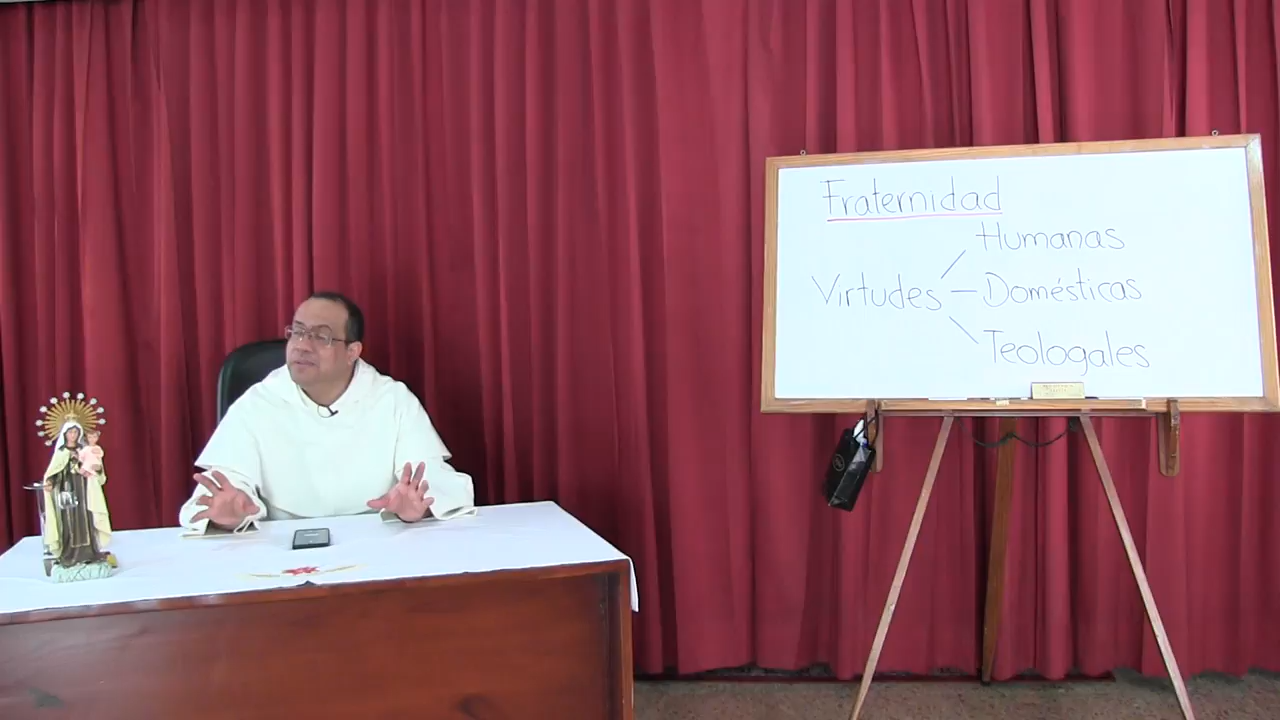 Fraternidad
Humanas
Virtudes — Domésticas
Teologales